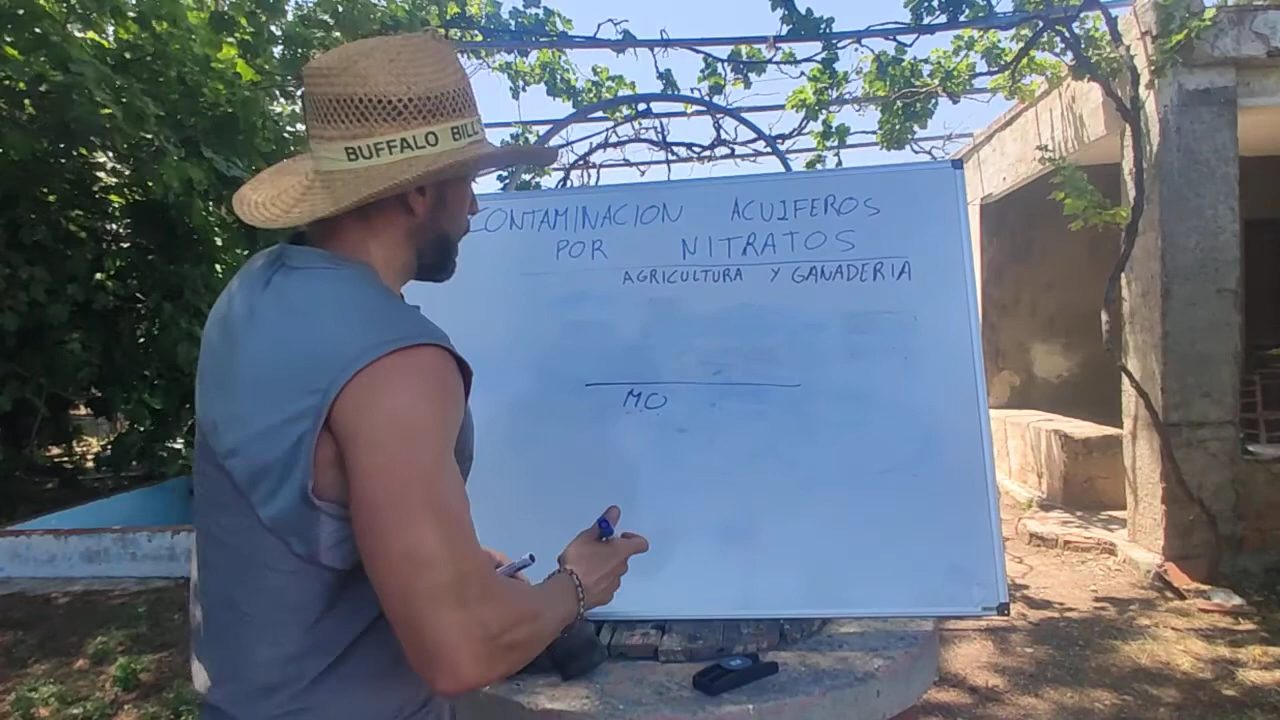 BUFFALO BILL'S
CONTAMINACION ACUIFEROS
POR NITRATOS
AGRICULTURA Y GANADERIA
MO